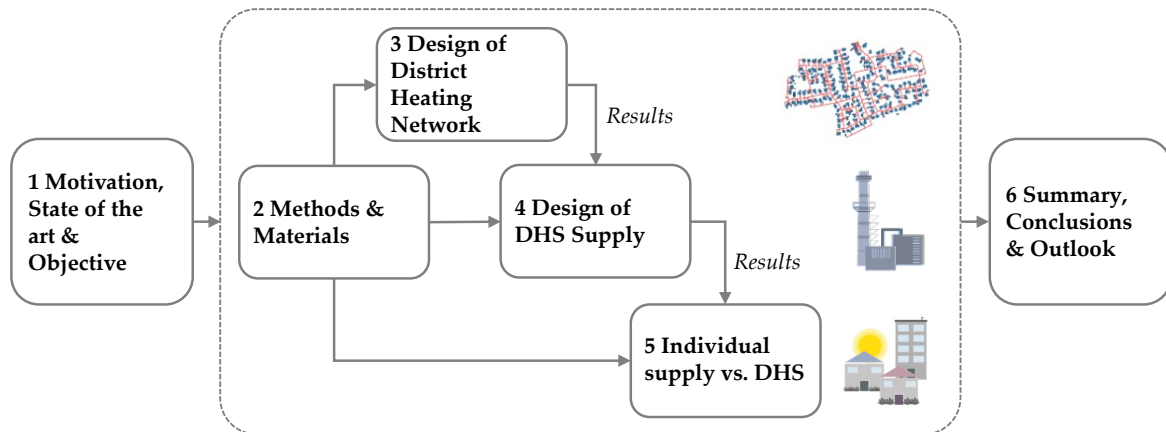 3 Design of
District
Heating
Network
Results
1 Motivation,
State of the
art &
Objective
2 Methods &
Materials
4 Design of
DHS Supply
Results
5 Individual
supply vs. DHS
6 Summary,
Conclusions
& Outlook